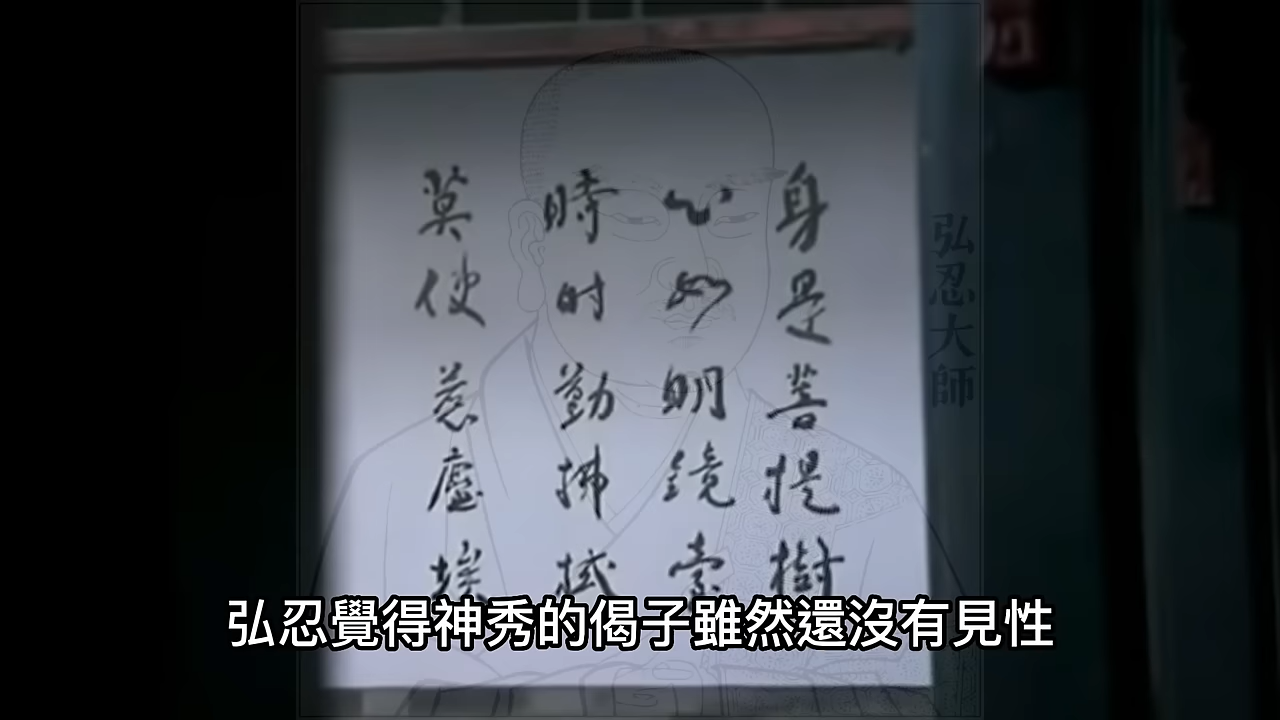 身是菩提樹
心如明鏡臺
時时勤拂拭
莫使惹塵埃
弘忍大師
弘忍覺得神秀的偈子雖然還沒有見性